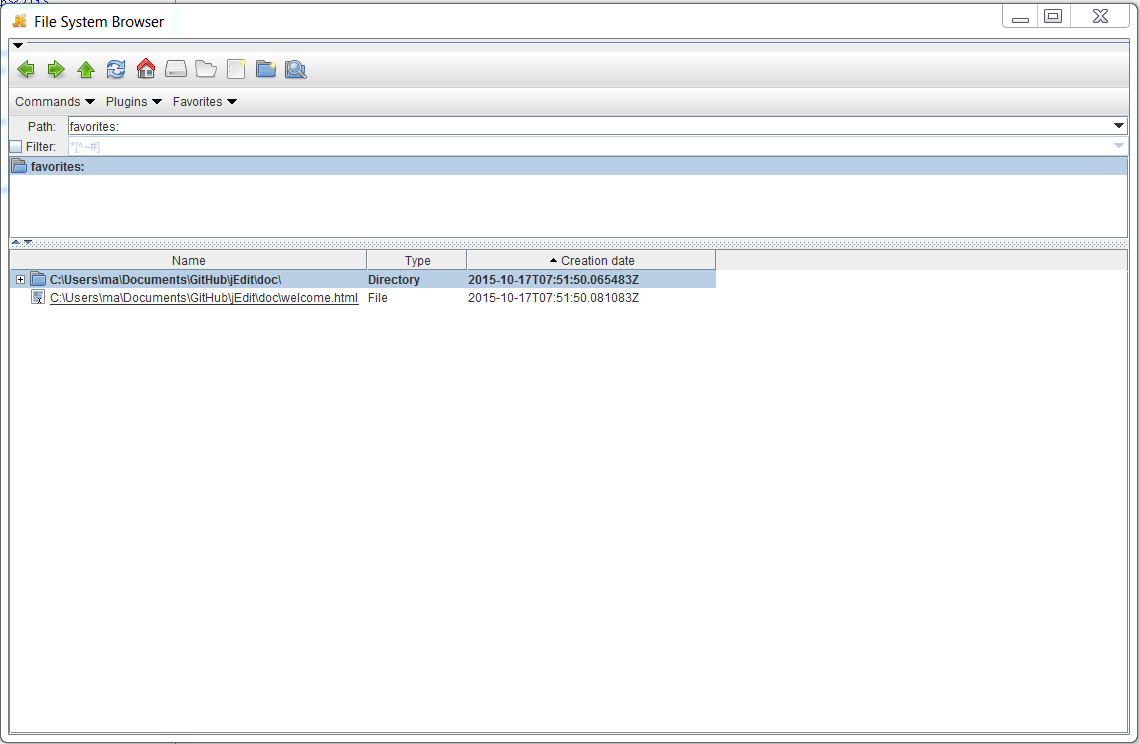 File System Browser
Commands Plugins Favorites
Path: favorites:
Filter: *[^~#]
favorites:
Name Type Creation date
C:\Users\ma\Documents\GitHub\jEdit\doc\ Directory 2015-10-17T07:51:50.065483Z
C:\Users\ma\Documents\GitHub\jEdit\doc\welcome.html File 2015-10-17T07:51:50.081083Z